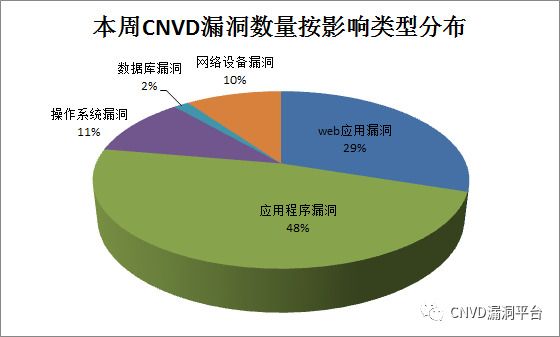 本周CNVD漏洞数量按影响类型分布
数据库漏洞
2%
网络设备漏洞
10%
操作系统漏洞
11%
web应用漏洞
29%
应用程序漏洞
48%
CNVD漏洞平台